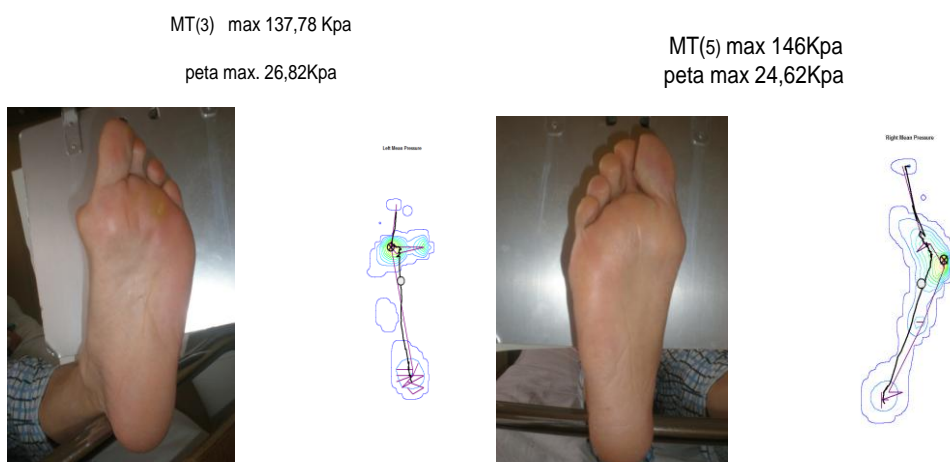 MT(3) max 137,78 Kpa
peta max. 26,82Kpa
MT(5) max 146Kpa
peta max 24,62Kpa
Left Mean Pressure
Right Mean Pressure